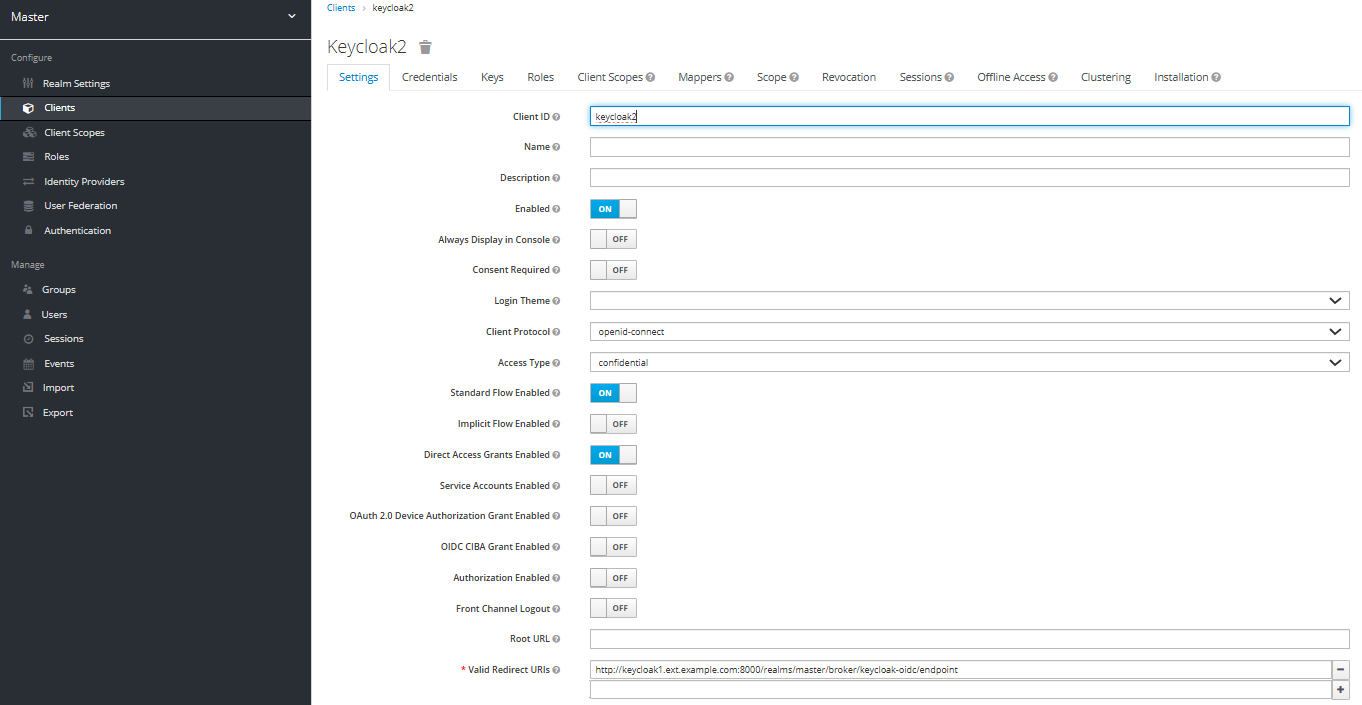 Master
Configure
Realm Settings
Clients
Client Scopes
Roles
Identity Providers
User Federation
Authentication
Manage
Groups
Users
Sessions
Events
Import
Export
Clients › keycloak2
Keycloak2
Settings Credentials Keys Roles Client Scopes Mappers Scope Revocation Sessions Offline Access Clustering Installation
Client ID keycloak2
Name
Description
Enabled ON
Always Display in Console OFF
Consent Required OFF
Login Theme
Client Protocol openid-connect
Access Type confidential
Standard Flow Enabled ON
Implicit Flow Enabled OFF
Direct Access Grants Enabled ON
Service Accounts Enabled OFF
OAuth 2.0 Device Authorization Grant Enabled OFF
OIDC CIBA Grant Enabled OFF
Authorization Enabled OFF
Front Channel Logout OFF
Root URL
* Valid Redirect URIs http://keycloak1.ext.example.com:8000/realms/master/broker/keycloak-oidc/endpoint